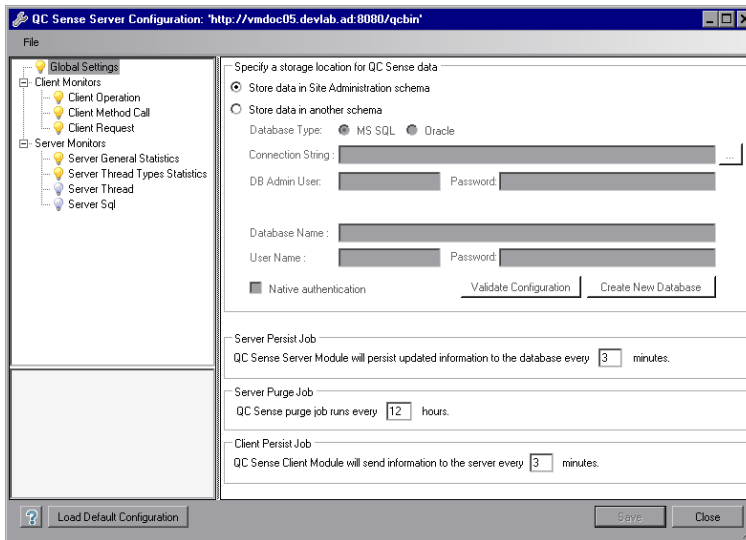 QC Sense Server Configuration: 'http://vmdoc05.devlab.ad:8080/qcbin'
File
Global Settings
Client Monitors
Client Operation
Client Method Call
Client Request
Server Monitors
Server General Statistics
Server Thread Types Statistics
Server Thread
Server Sql
Specify a storage location for QC Sense data
Store data in Site Administration schema
Store data in another schema
Database Type: MS SQL Oracle
Connection String : ...
DB Admin User: Password:
Database Name :
User Name : Password:
Native authentication Validate Configuration Create New Database
Server Persist Job
QC Sense Server Module will persist updated information to the database every 3 minutes.
Server Purge Job
QC Sense purge job runs every 12 hours.
Client Persist Job
QC Sense Client Module will send information to the server every 3 minutes.
? Load Default Configuration Save Close